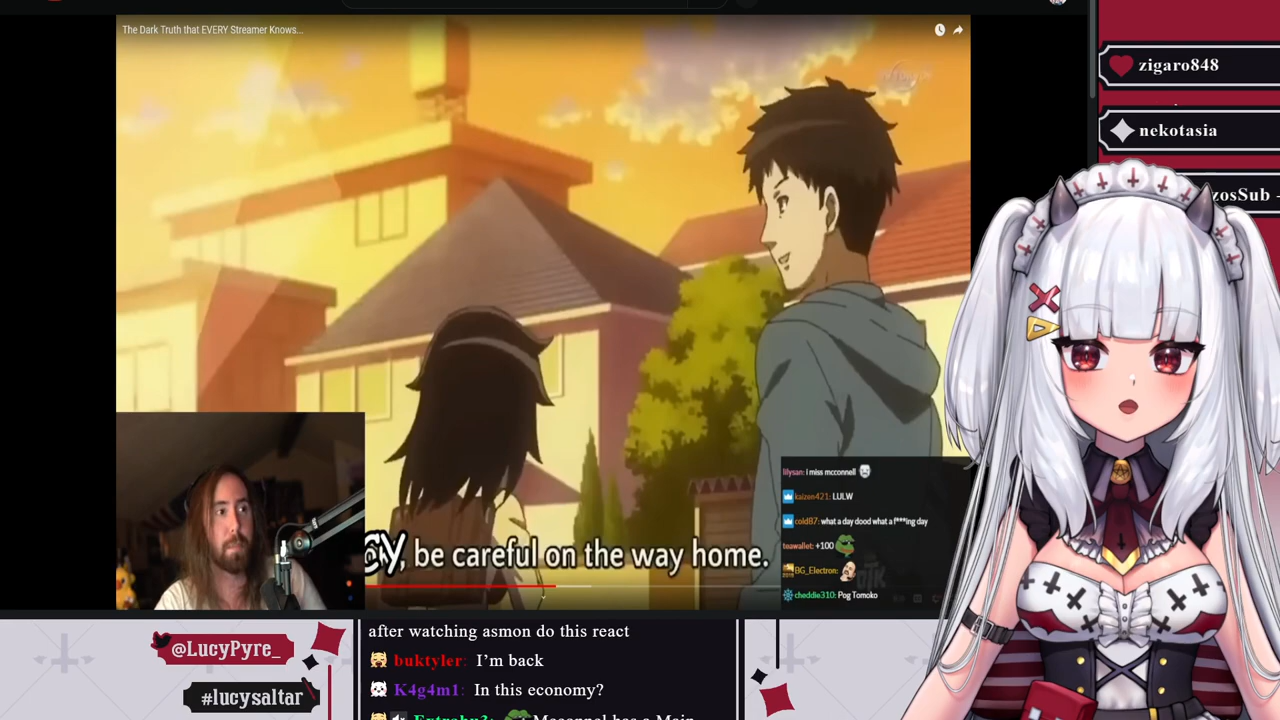 The Dark Truth that EVERY Streamer Knows...
zigaro848
nekotasia
zosSub -
lilysan: i miss mcconnell
kaizen421: LULW
cold87: what a day dood what a f***ing day
teawallet: +100
BG_Electron:
cheddie310: Pog Tomoko
, be careful on the way home.
after watching asmon do this react
@LucyPyre_
buktyler: I'm back
K4g4m1: In this economy?
#lucysaltar